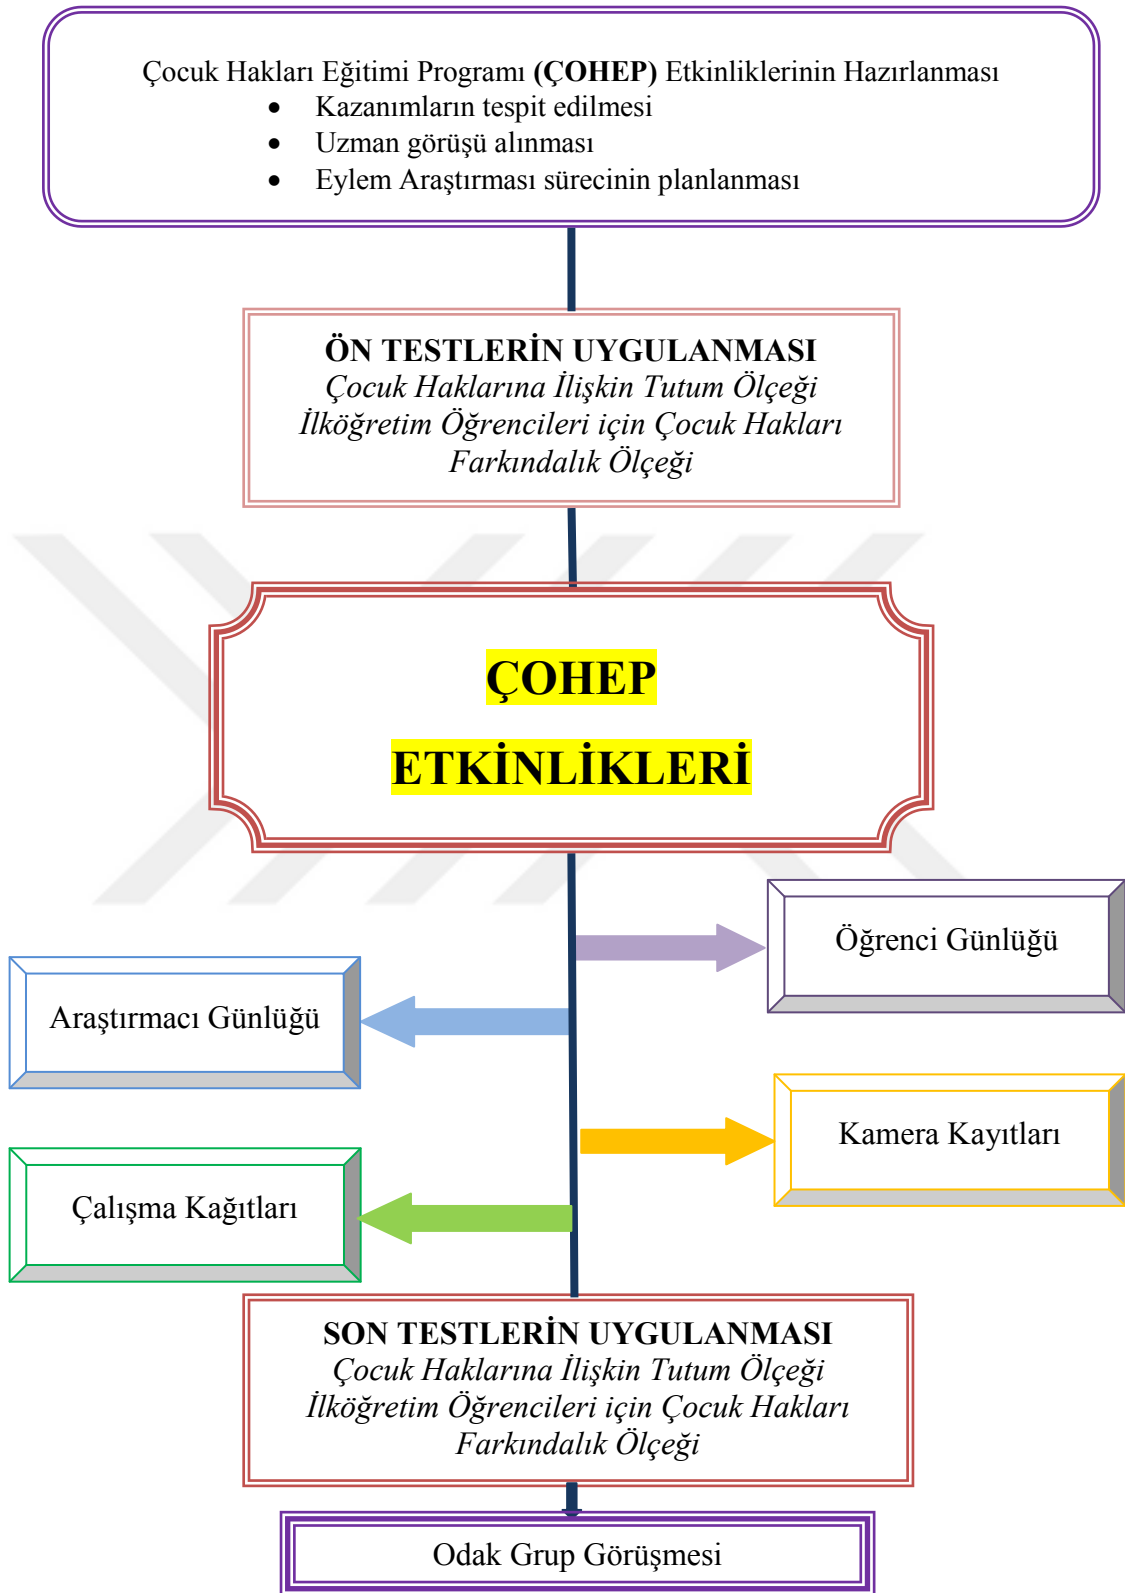 Çocuk Hakları Eğitimi Programı (ÇOHEP) Etkinliklerinin Hazırlanması
• Kazanımların tespit edilmesi
• Uzman görüşü alınması
• Eylem Araştırması sürecinin planlanması
ÖN TESTLERİN UYGULANMASI
Çocuk Haklarına İlişkin Tutum Ölçeği
İlköğretim Öğrencileri için Çocuk Hakları
Farkındalık Ölçeği
ÇOHEP
ETKİNLİKLERİ
Öğrenci Günlüğü
Araştırmacı Günlüğü
Kamera Kayıtları
Çalışma Kağıtları
SON TESTLERİN UYGULANMASI
Çocuk Haklarına İlişkin Tutum Ölçeği
İlköğretim Öğrencileri için Çocuk Hakları
Farkındalık Ölçeği
Odak Grup Görüşmesi